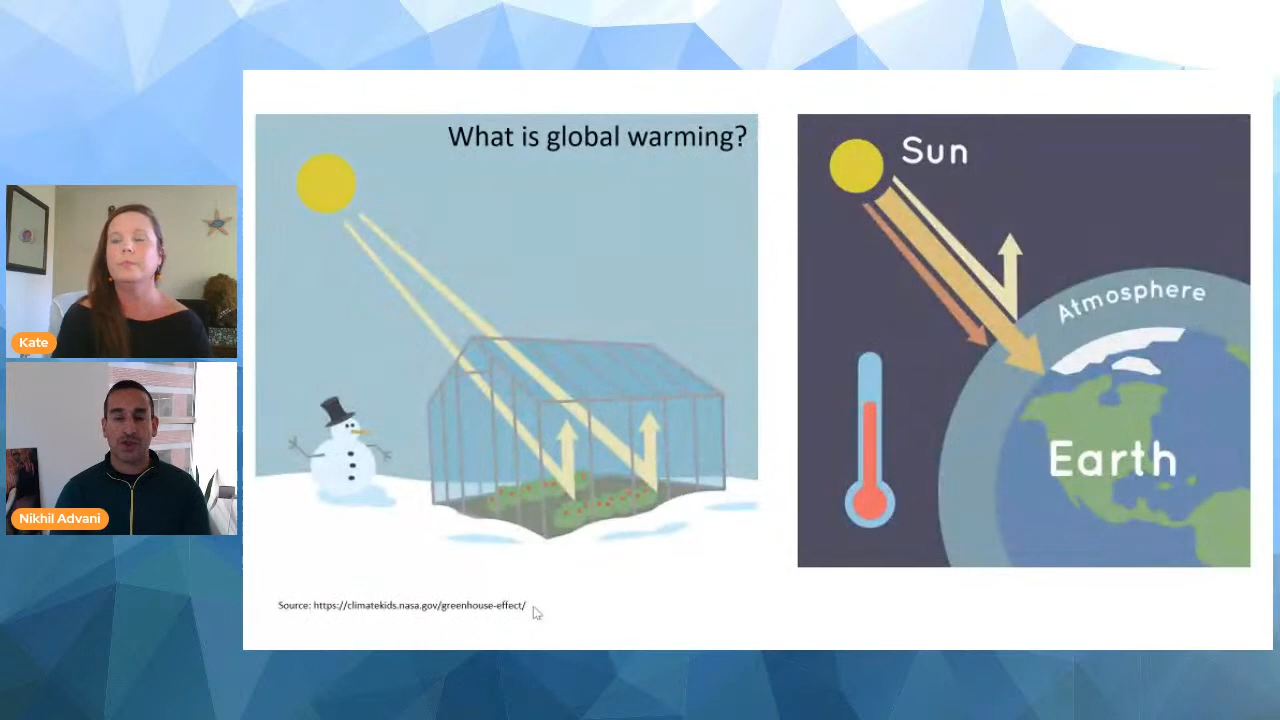 What is global warming?
Sun
Atmosphere
Earth
Kate
Nikhil Advani
Source: https://climatekids.nasa.gov/greenhouse-effect/